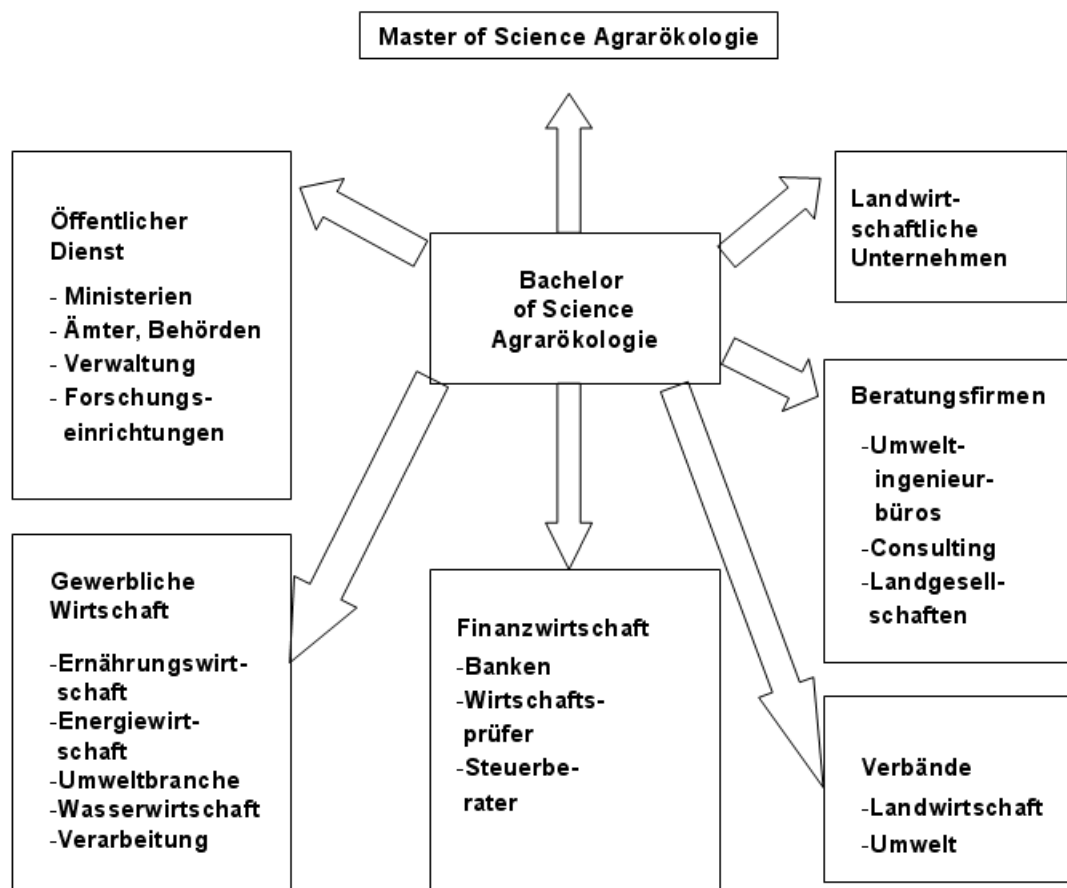 Master of Science Agrarökologie
Öffentlicher
Dienst
- Ministerien
- Ämter, Behörden
- Verwaltung
- Forschungs-
einrichtungen
Bachelor
of Science
Agrarökologie
Landwirt-
schaftliche
Unternehmen
Beratungsfirmen
-Umwelt-
ingenieur-
büros
-Consulting
-Landgesell-
schaften
Gewerbliche
Wirtschaft
-Ernährungswirt-
schaft
-Energiewirt-
schaft
-Umweltbranche
-Wasserwirtschaft
-Verarbeitung
Finanzwirtschaft
-Banken
-Wirtschafts-
prüfer
-Steuerbe-
rater
Verbände
-Landwirtschaft
-Umwelt